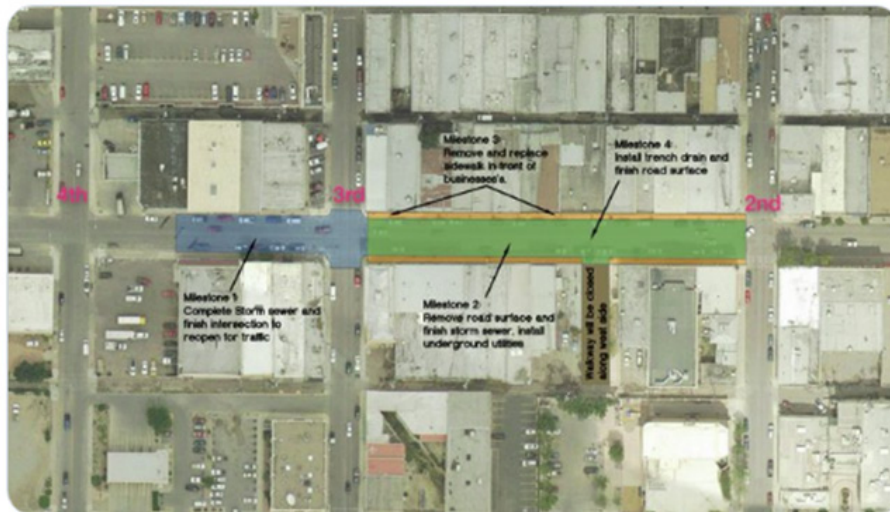 4th
3rd
2nd
Milestone 3:
Remove and replace
sidewalk in-front of
businesses's.
Milestone 4:
Install trench drain and
finish road surface
Milestone 1:
Complete Storm sewer and
finish intersection to
reopen for traffic
Milestone 2:
Remove road surface and
finish storm sewer, install
underground utilities
Walkway will be closed
along west side